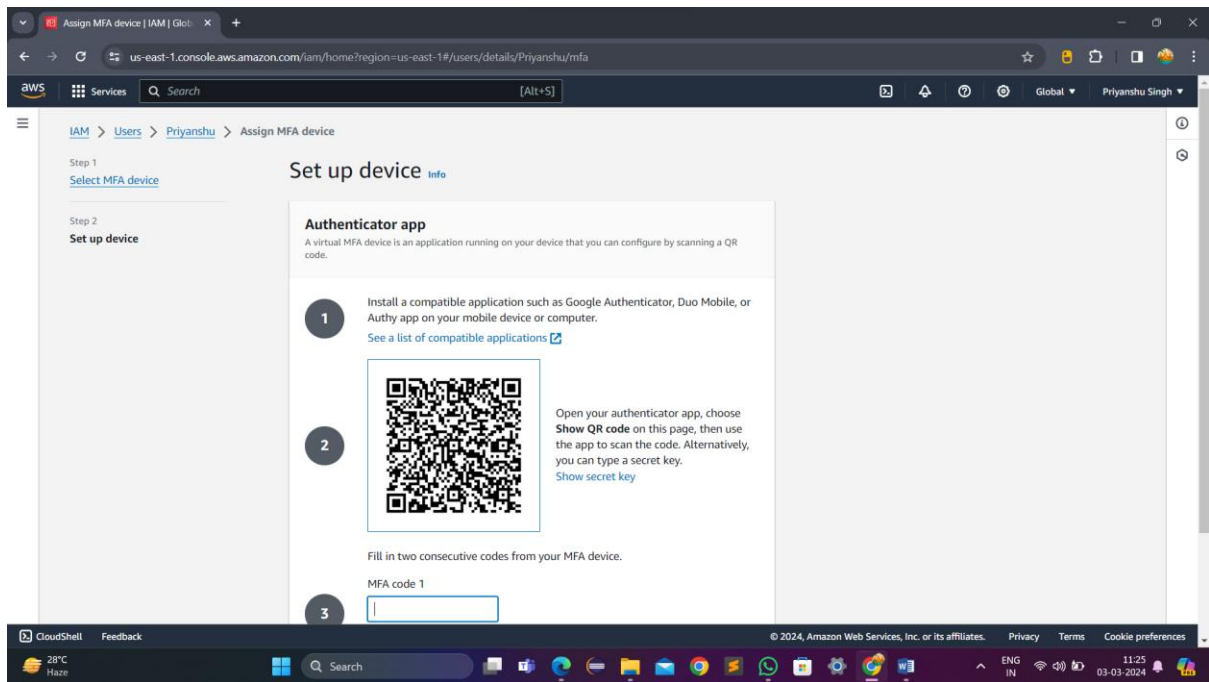 Assign MFA device | IAM | Glob
us-east-1.console.aws.amazon.com/iam/home?region=us-east-1#/users/details/Priyanshu/mfa
aws
Services
Search
[Alt+S]
Global
Priyanshu Singh
IAM > Users > Priyanshu > Assign MFA device
Step 1
Select MFA device
Step 2
Set up device
Set up device Info
Authenticator app
A virtual MFA device is an application running on your device that you can configure by scanning a QR
code.
1
Install a compatible application such as Google Authenticator, Duo Mobile, or
Authy app on your mobile device or computer.
See a list of compatible applications
2
Open your authenticator app, choose
Show QR code on this page, then use
the app to scan the code. Alternatively,
you can type a secret key.
Show secret key
Fill in two consecutive codes from your MFA device.
MFA code 1
3
CloudShell
Feedback
© 2024, Amazon Web Services, Inc. or its affiliates.
Privacy
Terms
Cookie preferences
28°C
Haze
Search
ENG
IN
11:25
03-03-2024